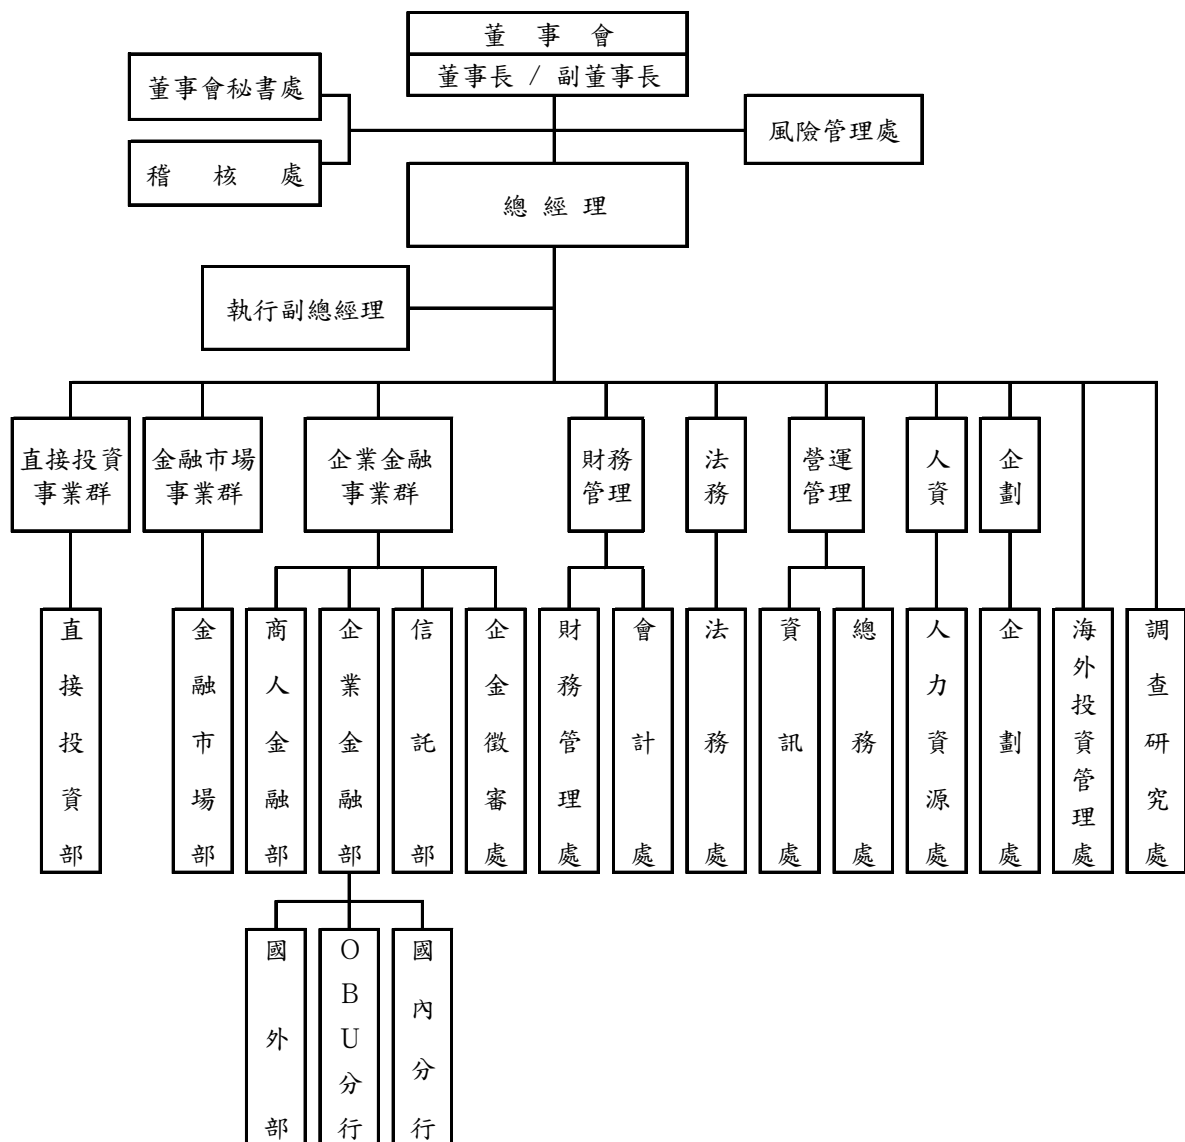 董事會
董事長 / 副董事長
董事會秘書處
風險管理處
稽核處
總經理
執行副總經理
直接投資
事業群
金融市場
事業群
企業金融
事業群
財務
管理
法務
營運
管理
人資
企劃
直接投資部
金融市場部
商人金融部
企業金融部
信託部
企金徵審處
財務管理處
會計處
法務處
資訊處
總務處
人力資源處
企劃處
海外投資管理處
調查研究處
國外部
OBU分行
國內分行